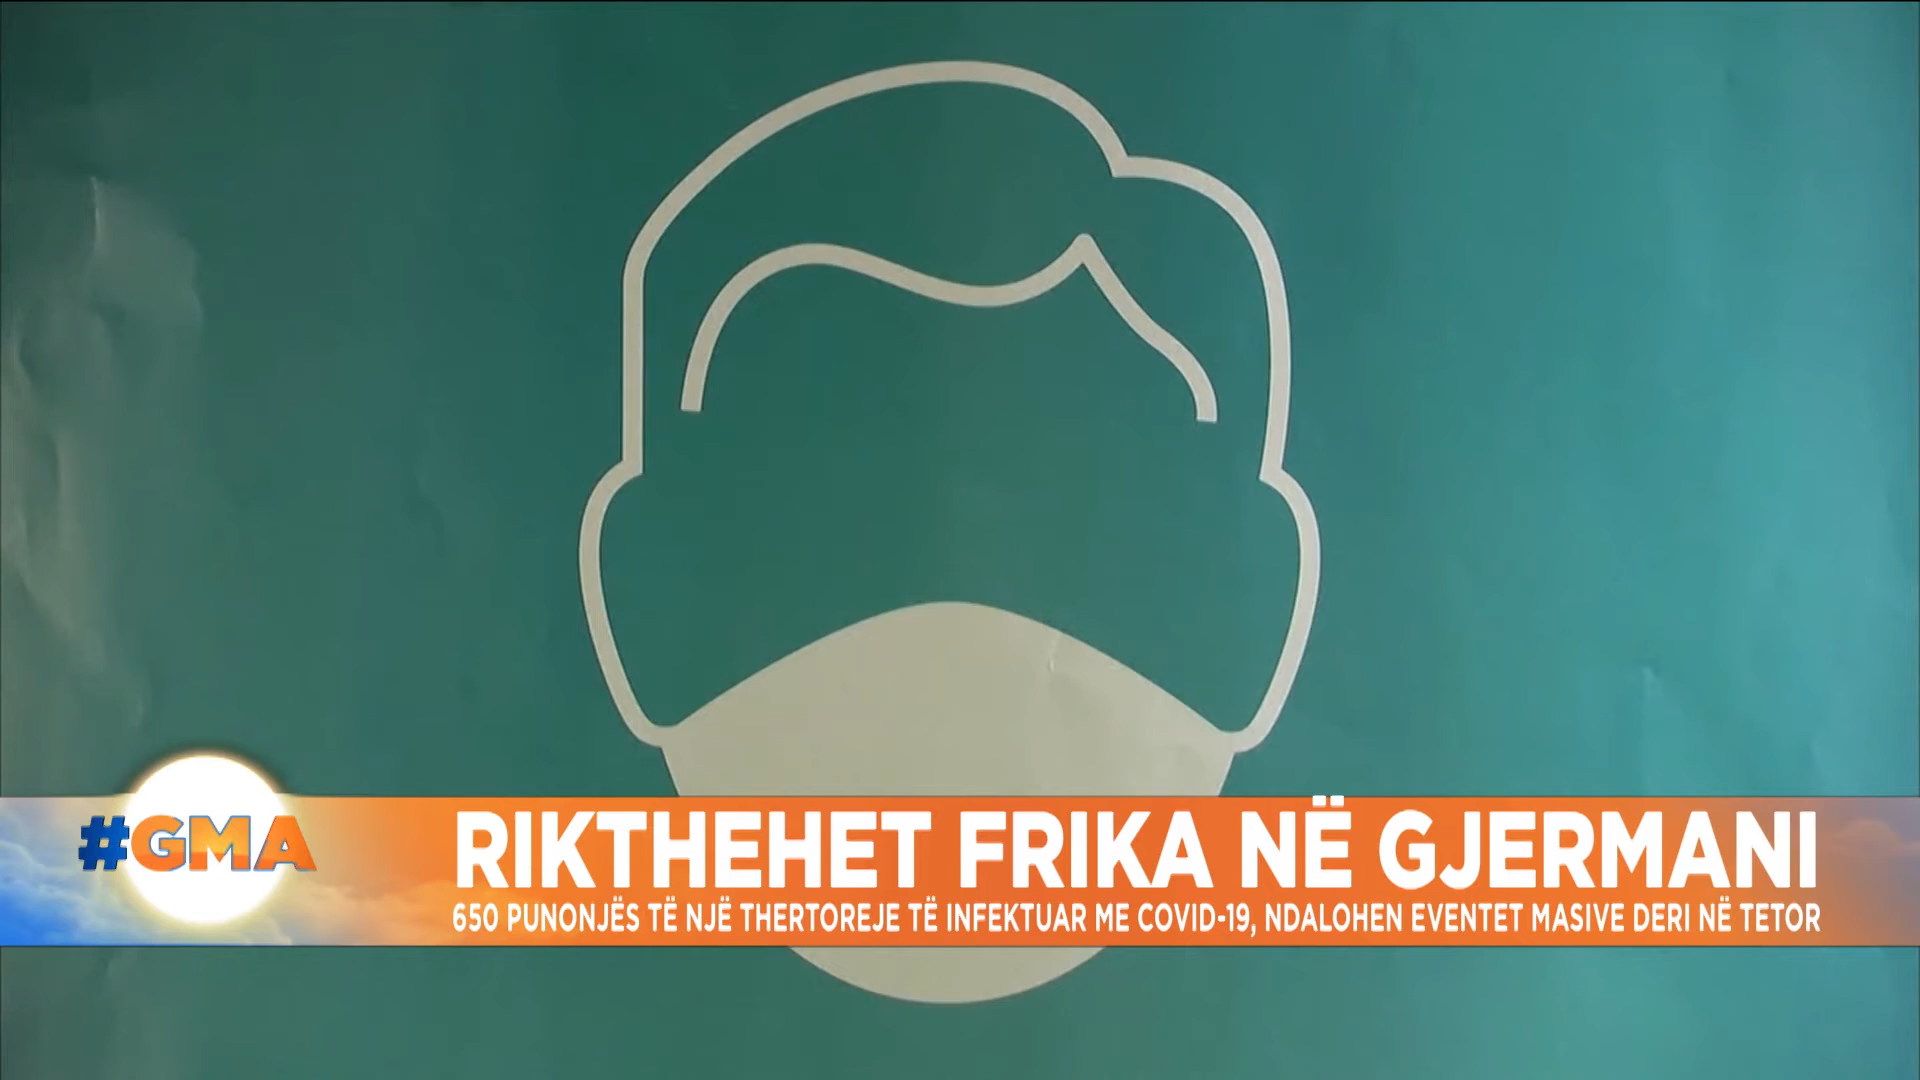 #GMA
RIKTHEHET FRIKA NË GJERMANI
650 PUNONJËS TË NJË THERTOREJE TË INFEKTUAR ME COVID-19, NDALOHEN EVENTET MASIVE DERI NË TETOR